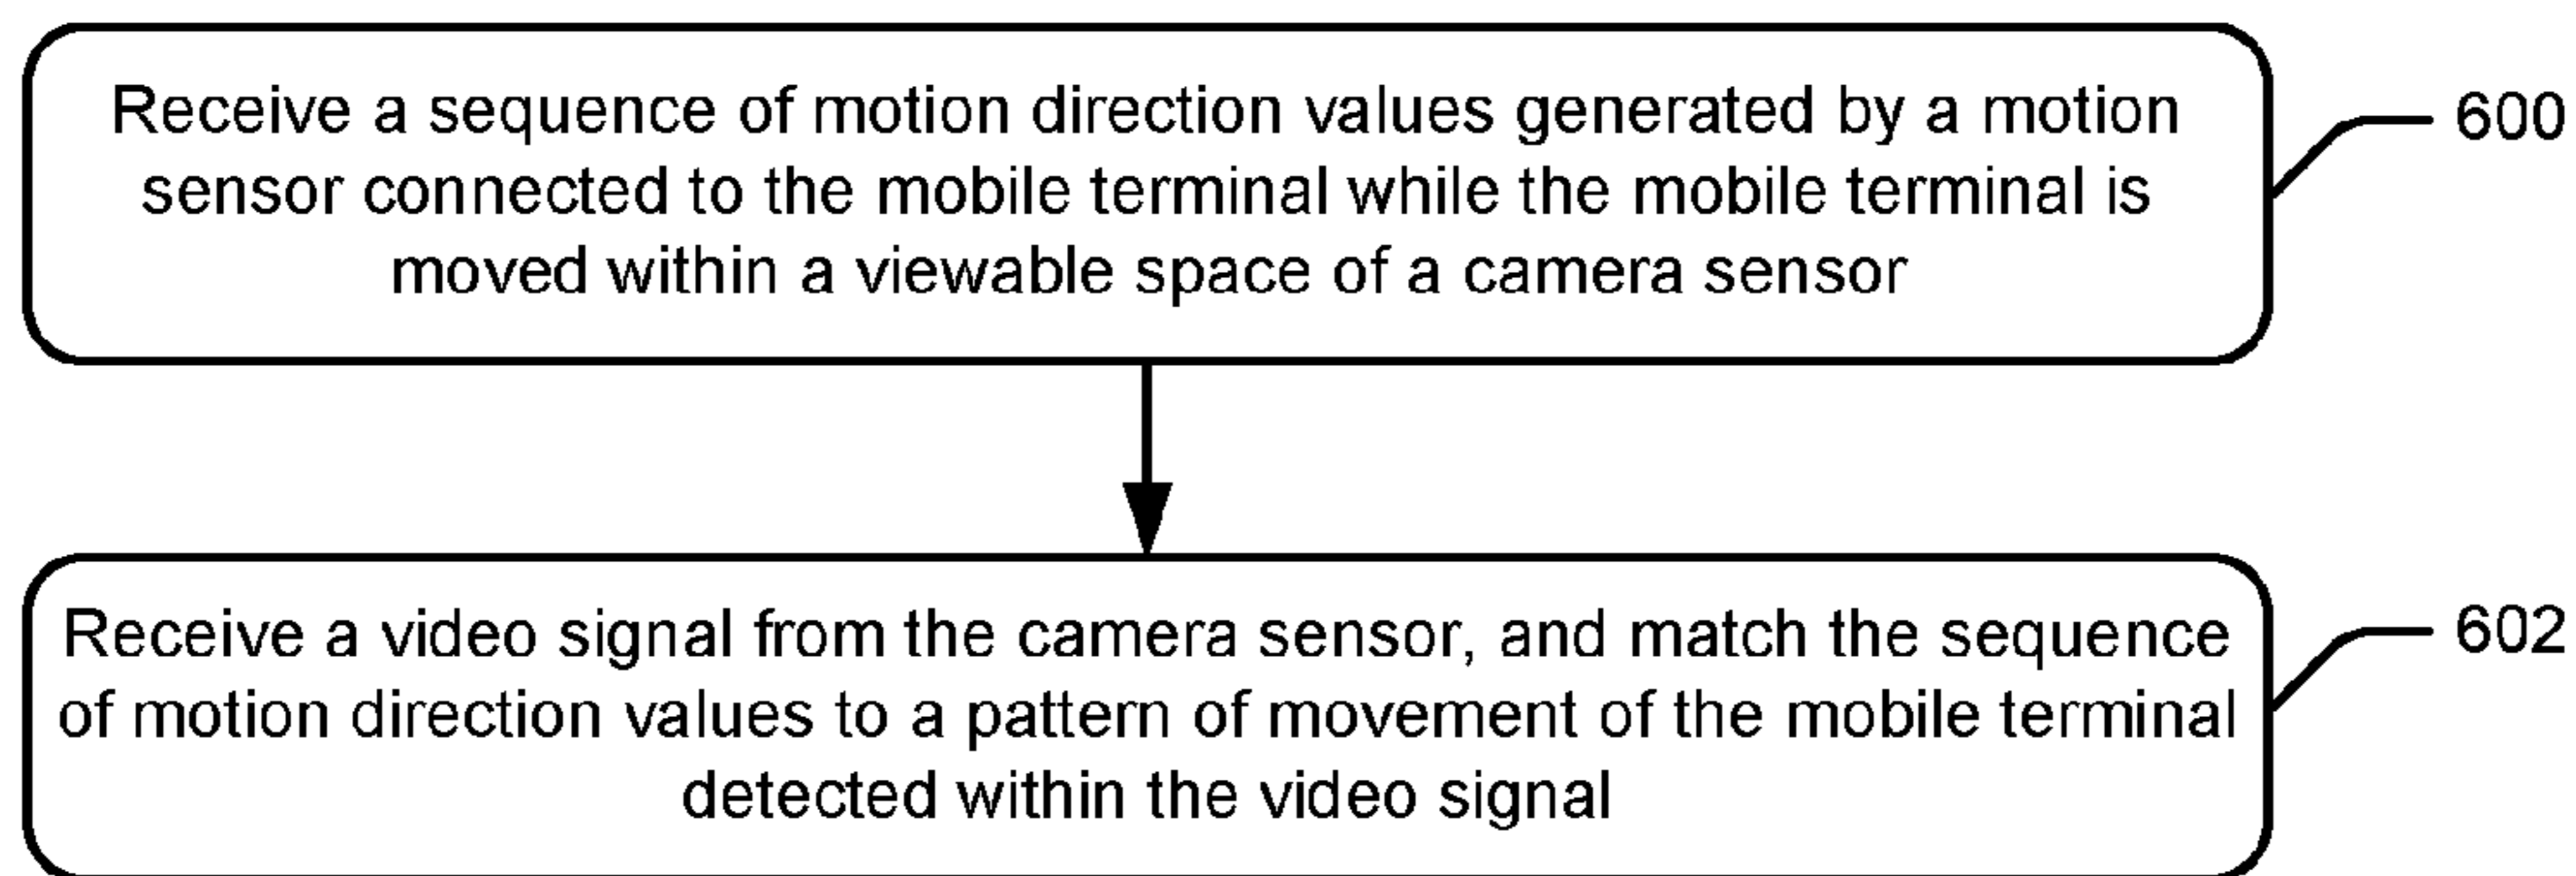 Receive a sequence of motion direction values generated by a motion
sensor connected to the mobile terminal while the mobile terminal is
moved within a viewable space of a camera sensor
600
Receive a video signal from the camera sensor, and match the sequence
of motion direction values to a pattern of movement of the mobile terminal
detected within the video signal
602